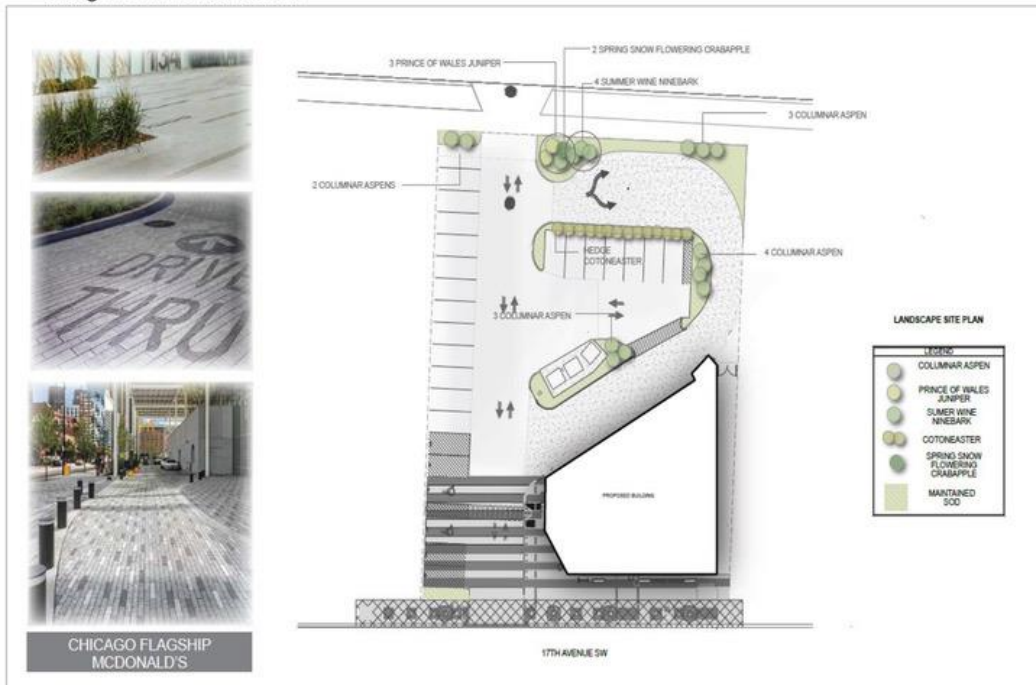 DRIVE
THRU
CHICAGO FLAGSHIP
MCDONALD'S
2 SPRING SNOW FLOWERING CRABAPPLE
3 PRINCE OF WALES JUNIPER
4 SUMMER WINE NINEBARK
3 COLUMNAR ASPEN
2 COLUMNAR ASPENS
HEDGE
COTONEASTER
4 COLUMNAR ASPEN
3 COLUMNAR ASPEN
PROPOSED BUILDING
17TH AVENUE SW
LANDSCAPE SITE PLAN
LEGEND
COLUMNAR ASPEN
PRINCE OF WALES
JUNIPER
SUMER WINE
NINEBARK
COTONEASTER
SPRING SNOW
FLOWERING
CRABAPPLE
MAINTAINED
SOD